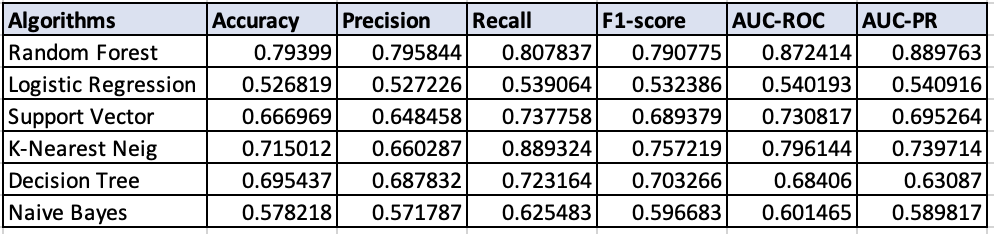 Algorithms Accuracy Precision Recall F1-score AUC-ROC AUC-PR
Random Forest 0.79399 0.795844 0.807837 0.790775 0.872414 0.889763
Logistic Regression 0.526819 0.527226 0.539064 0.532386 0.540193 0.540916
Support Vector 0.666969 0.648458 0.737758 0.689379 0.730817 0.695264
K-Nearest Neig 0.715012 0.660287 0.889324 0.757219 0.796144 0.739714
Decision Tree 0.695437 0.687832 0.723164 0.703266 0.68406 0.63087
Naive Bayes 0.578218 0.571787 0.625483 0.596683 0.601465 0.589817